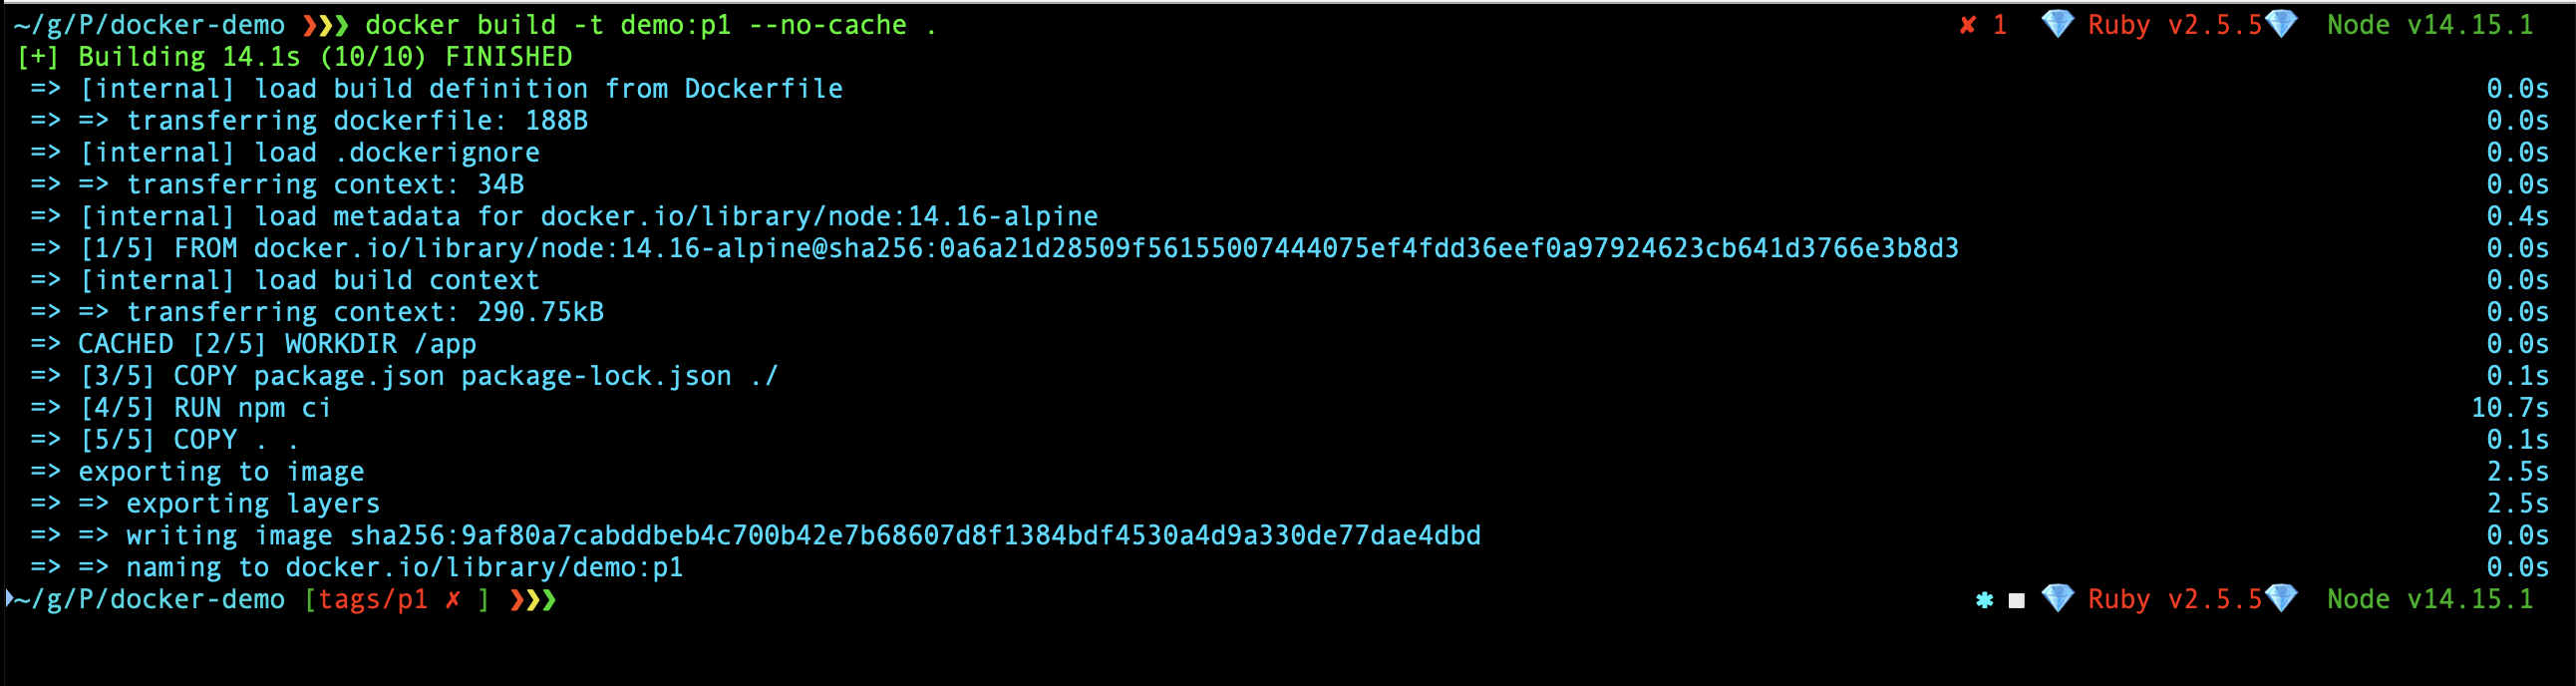 ~/g/P/docker-demo ❯❯❯ docker build -t demo:p1 --no-cache . ✘ 1 💎 Ruby v2.5.5💎 Node v14.15.1
[+] Building 14.1s (10/10) FINISHED
=> [internal] load build definition from Dockerfile 0.0s
=> => transferring dockerfile: 188B 0.0s
=> [internal] load .dockerignore 0.0s
=> => transferring context: 34B 0.0s
=> [internal] load metadata for docker.io/library/node:14.16-alpine 0.4s
=> [1/5] FROM docker.io/library/node:14.16-alpine@sha256:0a6a21d28509f56155007444075ef4fdd36eef0a97924623cb641d3766e3b8d3 0.0s
=> [internal] load build context 0.0s
=> => transferring context: 290.75kB 0.0s
=> CACHED [2/5] WORKDIR /app 0.0s
=> [3/5] COPY package.json package-lock.json ./ 0.1s
=> [4/5] RUN npm ci 10.7s
=> [5/5] COPY . . 0.1s
=> exporting to image 2.5s
=> => exporting layers 2.5s
=> => writing image sha256:9af80a7cabddbeb4c700b42e7b68607d8f1384bdf4530a4d9a330de77dae4dbd 0.0s
=> => naming to docker.io/library/demo:p1 0.0s
~/g/P/docker-demo [tags/p1 ✗ ] ❯❯❯ ✱ ◼ 💎 Ruby v2.5.5💎 Node v14.15.1